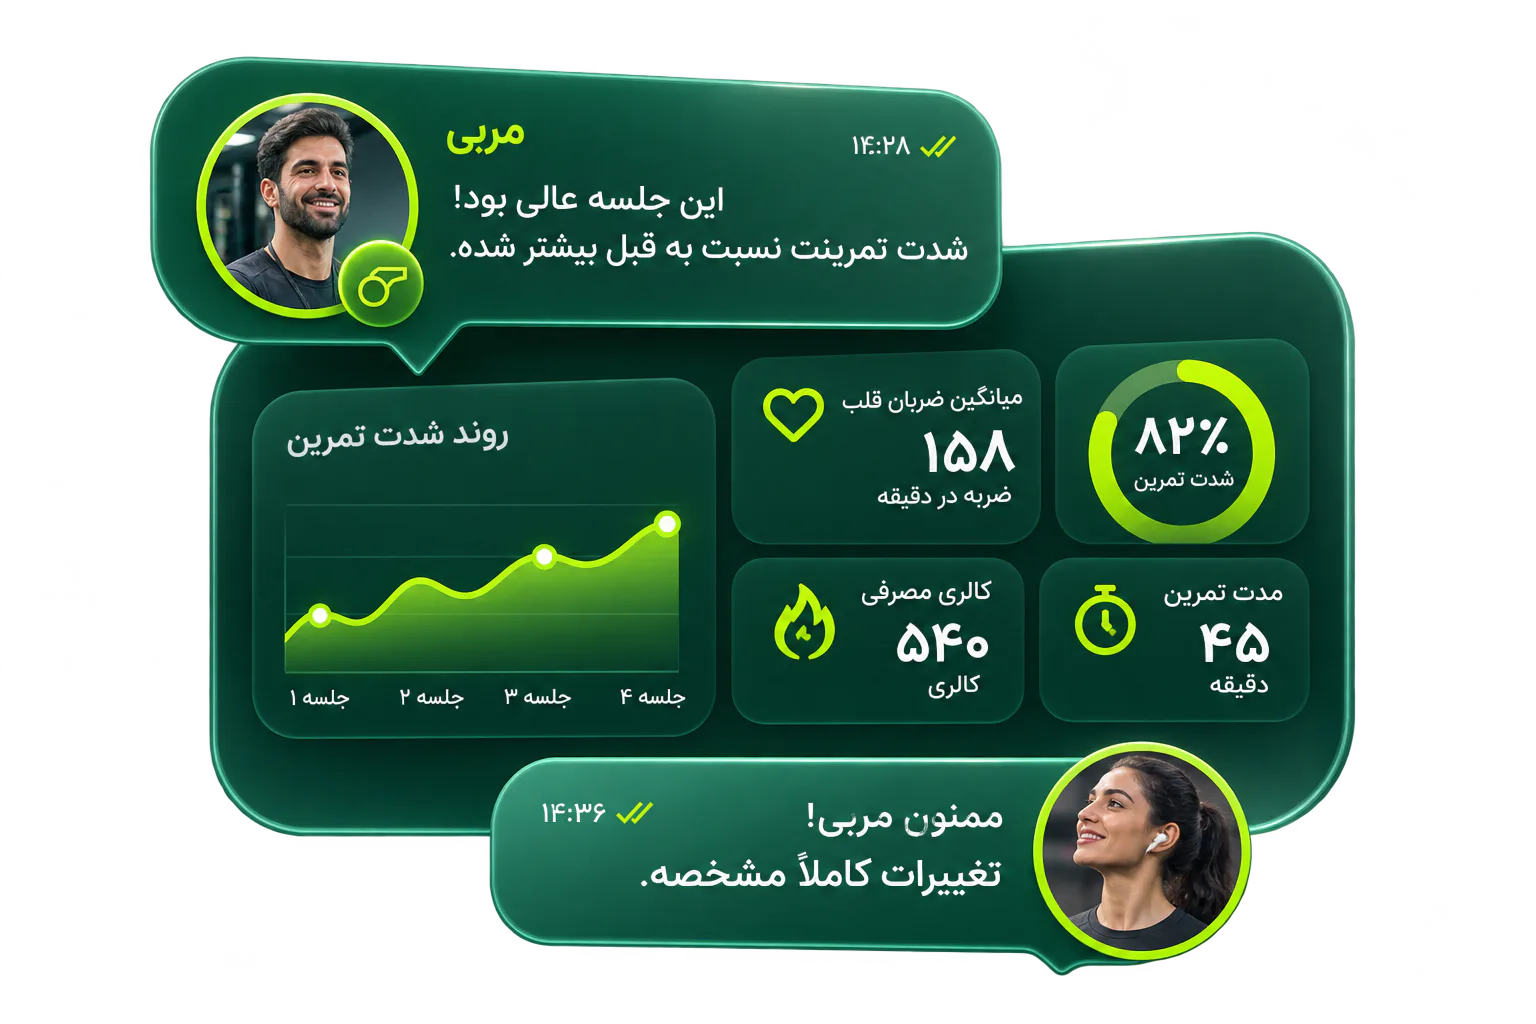 مربی
۱۴:۲۸
این جلسه عالی بود!
شدت تمرینت نسبت به قبل بیشتر شده.
۸۲٪
شدت تمرین
میانگین ضربان قلب
۱۵۸
ضربه در دقیقه
روند شدت تمرین
جلسه ۱
جلسه ۲
جلسه ۳
جلسه ۴
مدت تمرین
۴۵
دقیقه
کالری مصرفی
۵۴۰
کالری
ممنون مربی!
۱۴:۳۶
تغییرات کاملاً مشخصه.